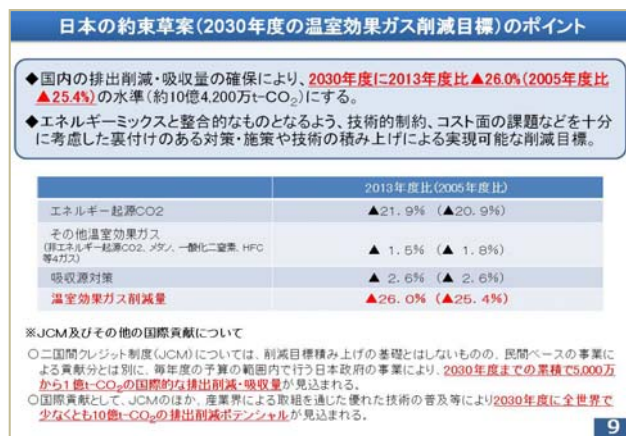 日本の約束草案(2030年度の温室効果ガス削減目標)のポイント
◆国内の排出削減・吸収量の確保により、2030年度に2013年度比▲26.0%(2005年度比
▲25.4%)の水準(約10億4,200万t-CO₂)にする。
◆エネルギーミックスと整合的なものとなるよう、技術的制約、コスト面の課題などを十分
に考慮した裏付けのある対策・施策や技術の積み上げによる実現可能な削減目標。
2013年度比(2005年度比)
エネルギー起源CO2 ▲21.9% (▲20.9%)
その他温室効果ガス
(非エネルギー起源CO2、メタン、一酸化二窒素、HFC
等4ガス)
▲ 1.5% (▲ 1.8%)
吸収源対策 ▲ 2.6% (▲ 2.6%)
温室効果ガス削減量 ▲26.0% (▲25.4%)
※JCM及びその他の国際貢献について
○二国間クレジット制度(JCM)については、削減目標積み上げの基礎とはしないものの、民間ベースの事業に
よる貢献分とは別に、毎年度の予算の範囲内で行う日本政府の事業により、2030年度までの累積で5,000万
から1億t-CO₂の国際的な排出削減・吸収量が見込まれる。
○国際貢献として、JCMのほか、産業界による取組を通じた優れた技術の普及等により2030年度に全世界で
少なくとも10億t-CO₂の排出削減ポテンシャルが見込まれる。
9